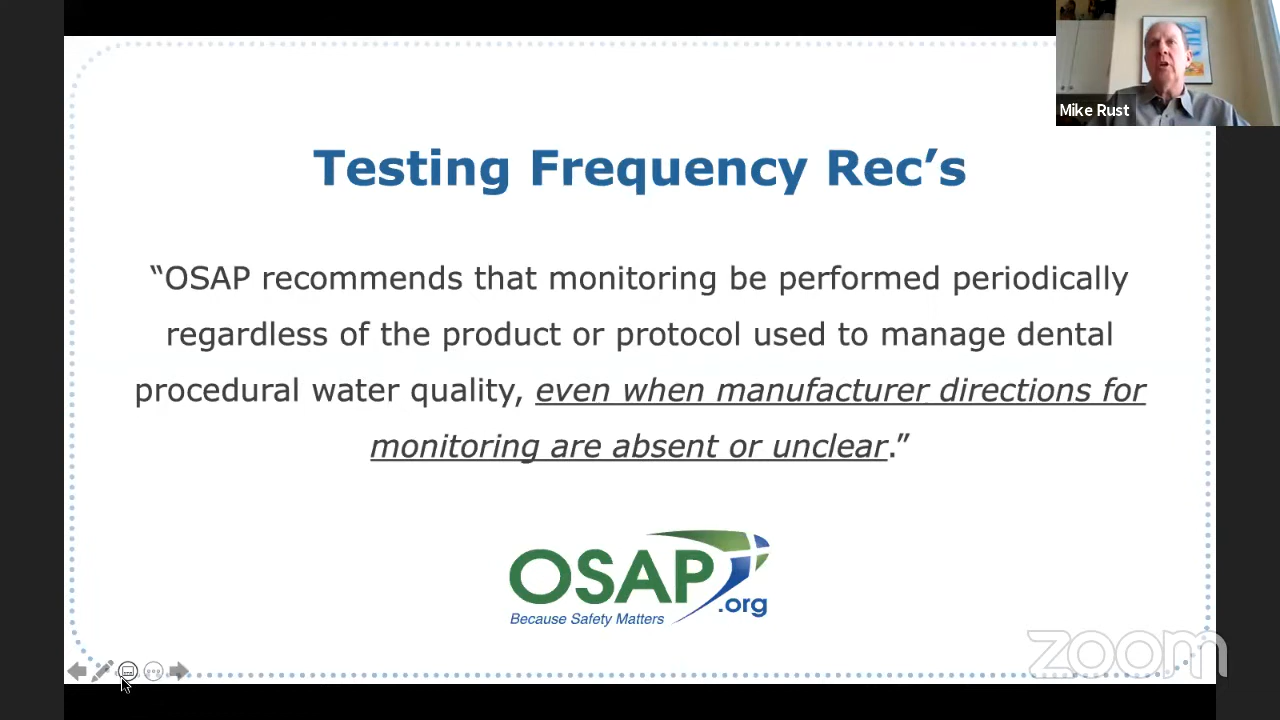 Mike Rust
Testing Frequency Rec’s
“OSAP recommends that monitoring be performed periodically
regardless of the product or protocol used to manage dental
procedural water quality, even when manufacturer directions for
monitoring are absent or unclear.”
OSAP
.org
Because Safety Matters
zoom